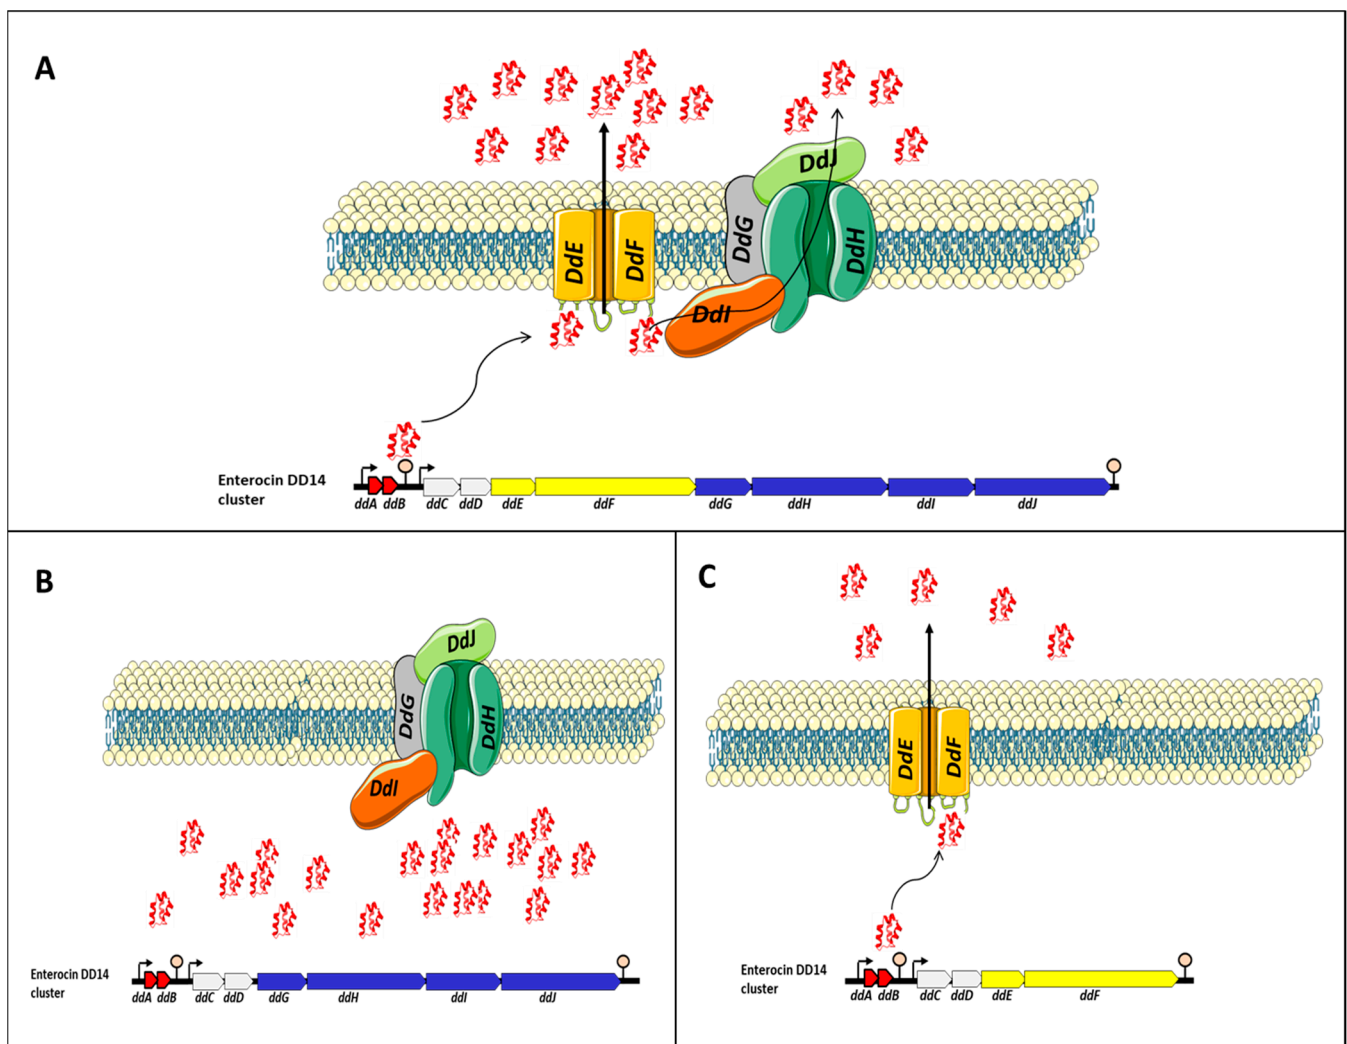 A
DdJ
DdG
DdH
DdE
DdF
DdI
Enterocin DD14
cluster
ddA ddB ddC ddD ddE ddF ddG ddH ddI ddJ
B
DdJ
DdG
DdH
DdI
Enterocin DD14
cluster
ddA ddB ddC ddD ddG ddH ddI ddJ
C
DdE
DdF
Enterocin DD14
cluster
ddA ddB ddC ddD ddE ddF